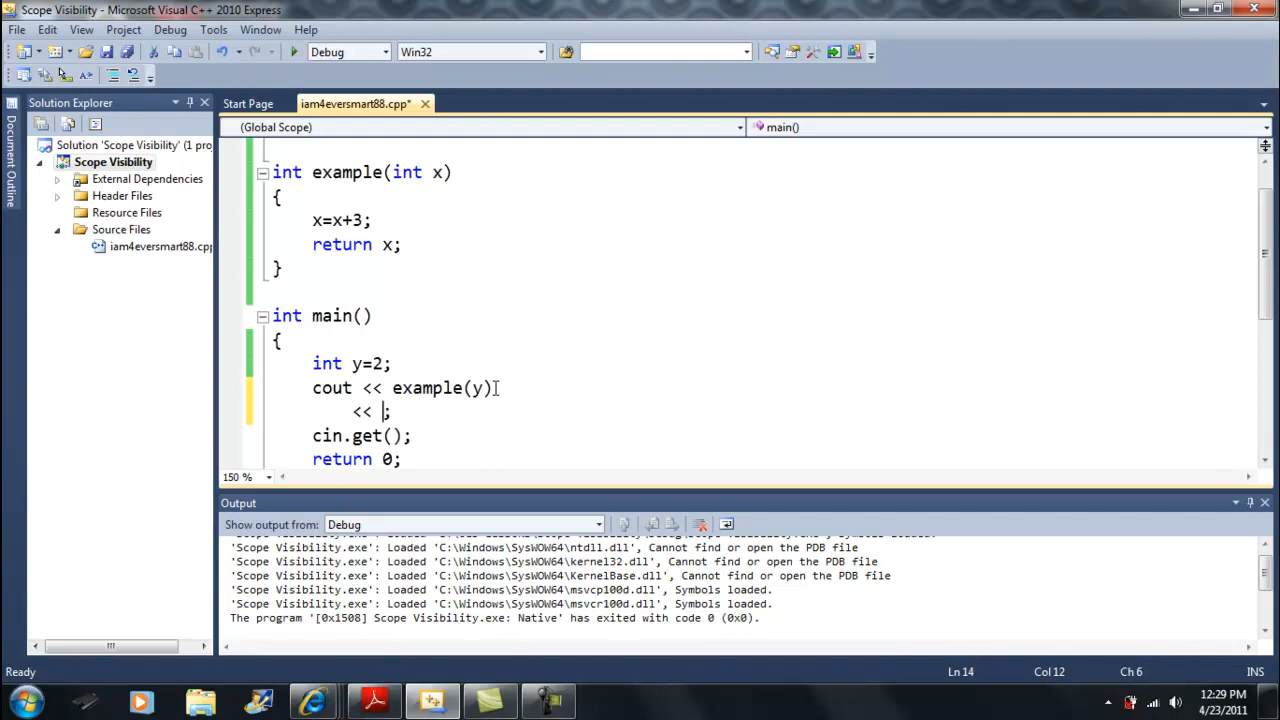 Scope Visibility - Microsoft Visual C++ 2010 Express
File Edit View Project Debug Tools Window Help
Debug Win32
Solution Explorer
Start Page iam4eversmart88.cpp*
(Global Scope) main()
Document Outline
Solution 'Scope Visibility' (1 proj
Scope Visibility
External Dependencies
Header Files
Resource Files
Source Files
iam4eversmart88.cpp
int example(int x)
{
x=x+3;
return x;
}
int main()
{
int y=2;
cout << example(y)
<< ;
cin.get();
return 0;
150 %
Output
Show output from: Debug
'Scope Visibility.exe': Loaded 'C:\Windows\SysWOW64\ntdll.dll', Cannot find or open the PDB file
'Scope Visibility.exe': Loaded 'C:\Windows\SysWOW64\kernel32.dll', Cannot find or open the PDB file
'Scope Visibility.exe': Loaded 'C:\Windows\SysWOW64\KernelBase.dll', Cannot find or open the PDB file
'Scope Visibility.exe': Loaded 'C:\Windows\SysWOW64\msvcp100d.dll', Symbols loaded.
'Scope Visibility.exe': Loaded 'C:\Windows\SysWOW64\msvcr100d.dll', Symbols loaded.
The program '[0x1508] Scope Visibility.exe: Native' has exited with code 0 (0x0).
Ready Ln 14 Col 12 Ch 6 INS
12:29 PM
4/23/2011